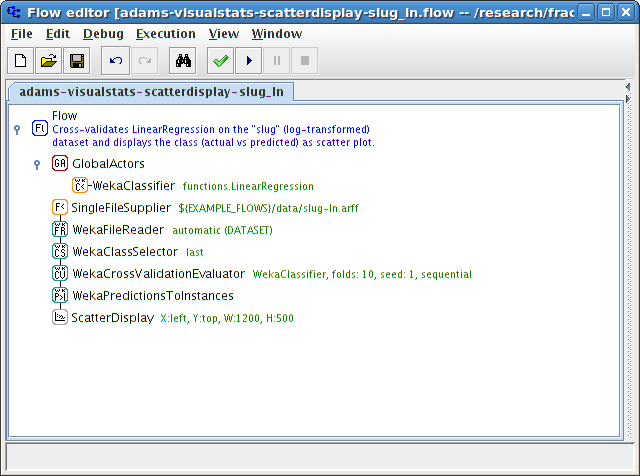 Flow editor [adams-visualstats-scatterdisplay-slug_ln.flow -- /research/frac
File Edit Debug Execution View Window
adams-visualstats-scatterdisplay-slug_ln
Flow
Fl Cross-validates LinearRegression on the "slug" (log-transformed)
dataset and displays the class (actual vs predicted) as scatter plot.
GA GlobalActors
WekaClassifier functions.LinearRegression
SingleFileSupplier ${EXAMPLE_FLOWS}/data/slug-ln.arff
WekaFileReader automatic (DATASET)
WekaClassSelector last
WekaCrossValidationEvaluator WekaClassifier, folds: 10, seed: 1, sequential
WekaPredictionsToInstances
ScatterDisplay X:left, Y:top, W:1200, H:500